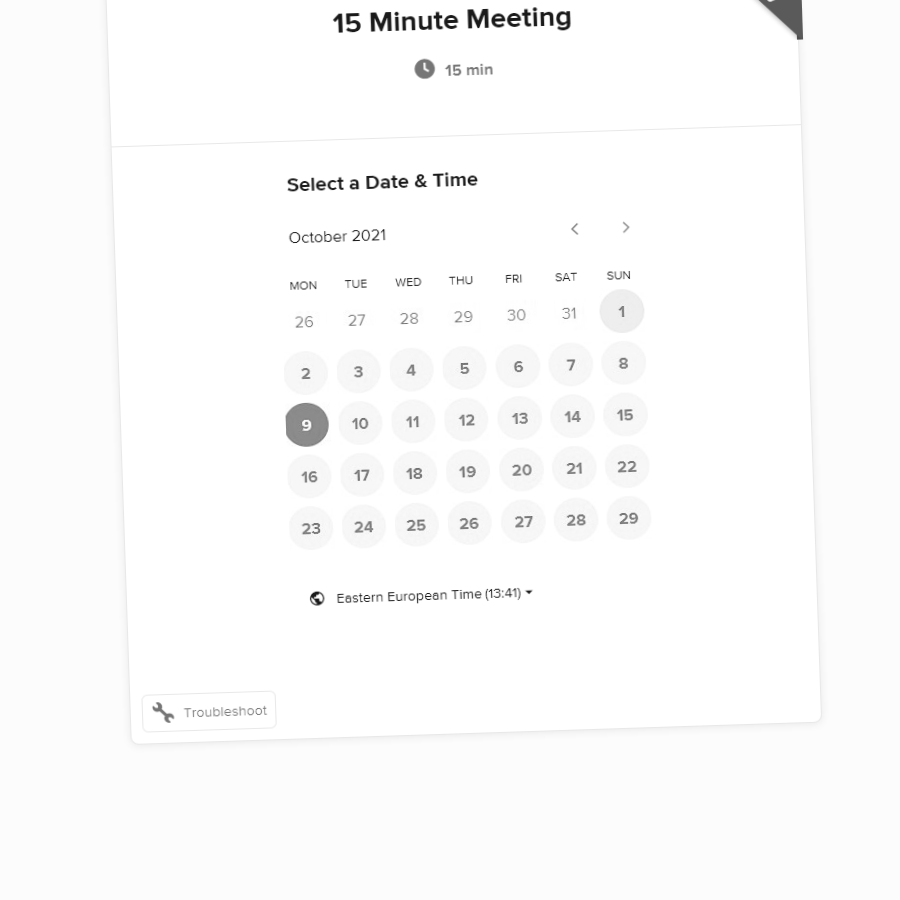 15 Minute Meeting
15 min
Select a Date & Time
October 2021
MON TUE WED THU FRI SAT SUN
26 27 28 29 30 31 1
2 3 4 5 6 7 8
9 10 11 12 13 14 15
16 17 18 19 20 21 22
23 24 25 26 27 28 29
Eastern European Time (13:41)
Troubleshoot